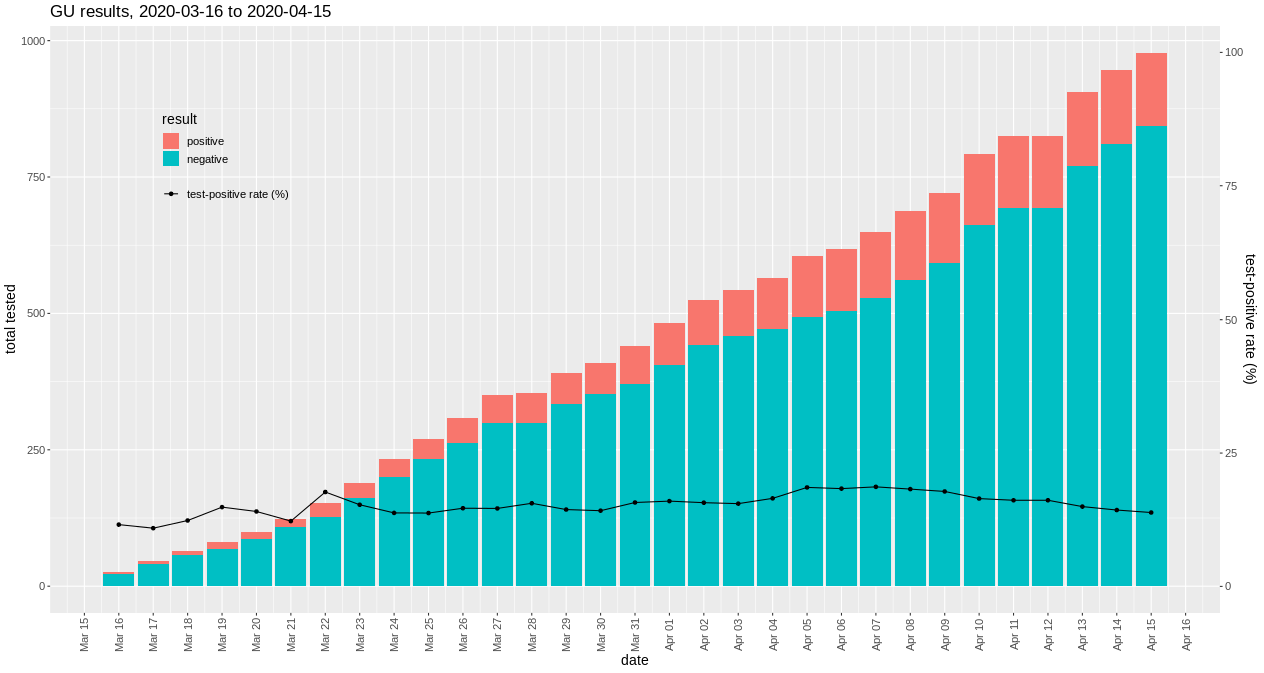 GU results, 2020-03-16 to 2020-04-15
result
positive
negative
test-positive rate (%)
total tested
1000
750
500
250
0
100
75
50
25
0
test-positive rate (%)
Mar 15
Mar 16
Mar 17
Mar 18
Mar 19
Mar 20
Mar 21
Mar 22
Mar 23
Mar 24
Mar 25
Mar 26
Mar 27
Mar 28
Mar 29
Mar 30
Mar 31
Apr 01
Apr 02
Apr 03
Apr 04
Apr 05
Apr 06
Apr 07
Apr 08
Apr 09
Apr 10
Apr 11
Apr 12
Apr 13
Apr 14
Apr 15
Apr 16
date